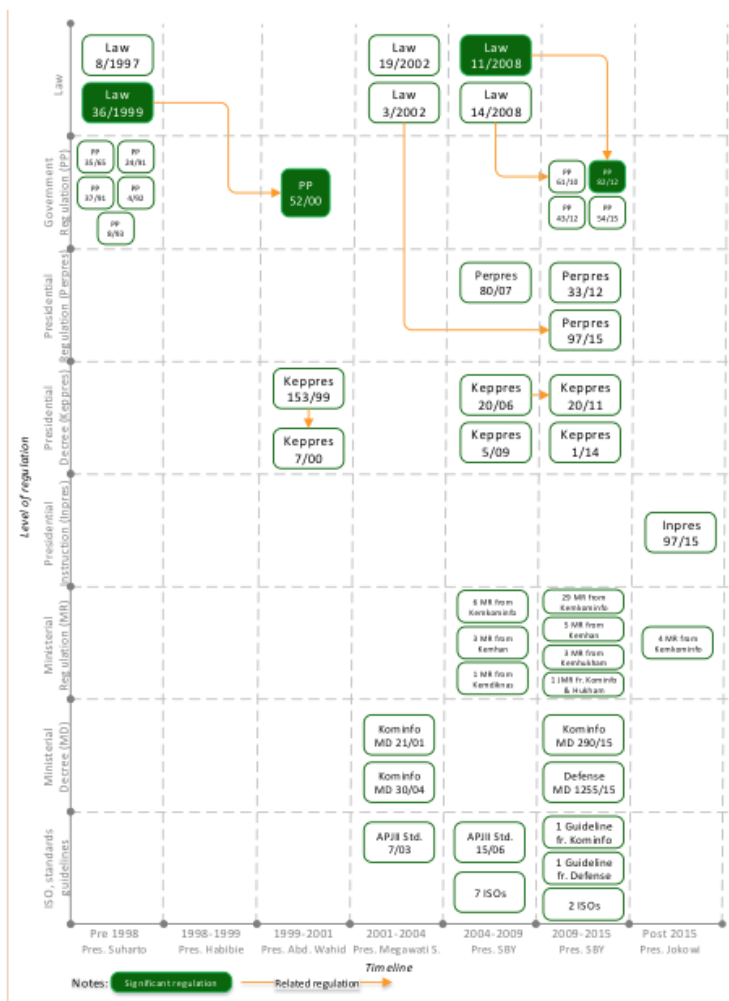 Law
8/1997
Law
36/1999
Law
19/2002
Law
3/2002
Law
11/2008
Law
14/2008
Law
PP
35/65
PP
24/91
PP
37/91
PP
4/92
PP
8/93
PP
52/00
PP
61/10
PP
82/12
PP
43/12
PP
54/15
Government
Regulation (PP)
Perpres
80/07
Perpres
33/12
Perpres
97/15
Presidential
Regulation (Perpres)
Keppres
153/99
Keppres
7/00
Keppres
20/06
Keppres
5/09
Keppres
20/11
Keppres
1/14
Presidential
Decree (Keppres)
Level of regulation
Inpres
97/15
Presidential
Instruction (Inpres)
6 MR from
Kemkominfo
3 MR from
Kemhan
1 MR from
Kemdiknas
29 MR from
Kemkominfo
5 MR from
Kemhan
3 MR from
Kemhukham
1 JMR fr. Kominfo
& Hukham
4 MR from
Kemkominfo
Ministerial
Regulation (MR)
Kominfo
MD 21/01
Kominfo
MD 30/04
Kominfo
MD 290/15
Defense
MD 1255/15
Ministerial
Decree (MD)
APJII Std.
7/03
APJII Std.
15/06
7 ISOs
1 Guideline
fr. Kominfo
1 Guideline
fr. Defense
2 ISOs
ISO, standards
guidelines
Pre 1998
Pres. Suharto
1998-1999
Pres. Habibie
1999-2001
Pres. Abd. Wahid
2001-2004
Pres. Megawati S.
2004-2009
Pres. SBY
2009-2015
Pres. SBY
Post 2015
Pres. Jokowi
Timeline
Notes:
Significant regulation
Related regulation